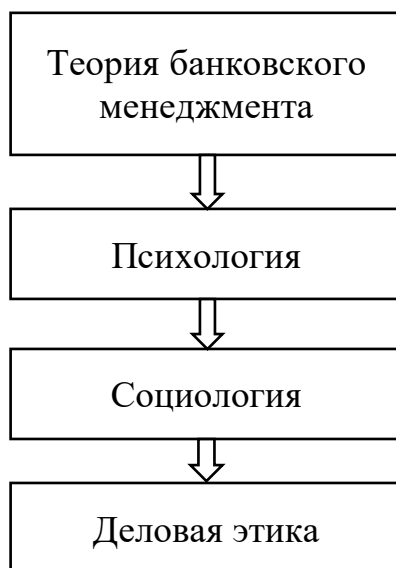 Теория банковского
менеджмента
Психология
Социология
Деловая этика